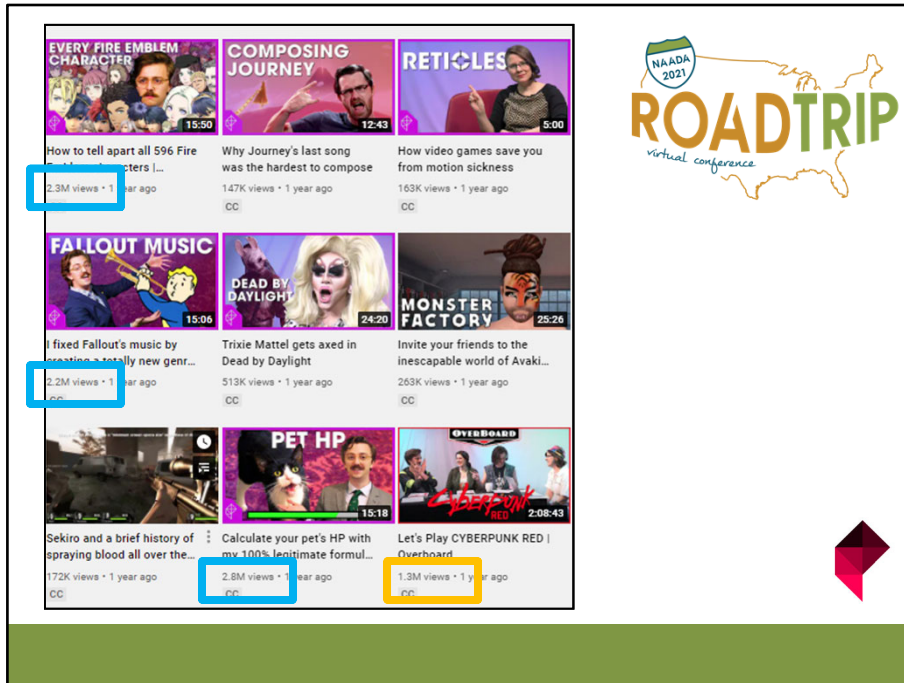 EVERY FIRE EMBLEM
CHARACTER
15:50
How to tell apart all 596 Fire
2.3M views • 1 year ago
COMPOSING
JOURNEY
12:43
Why Journey's last song
was the hardest to compose
147K views • 1 year ago
CC
RETICLES
5:00
How video games save you
from motion sickness
163K views • 1 year ago
CC
FALLOUT MUSIC
15:06
I fixed Fallout's music by
creating a totally new genr...
2.2M views • 1 year ago
CC
DEAD BY
DAYLIGHT
24:20
Trixie Mattel gets axed in
Dead by Daylight
513K views • 1 year ago
CC
MONSTER
FACTORY
25:26
Invite your friends to the
inescapable world of Avaki...
263K views • 1 year ago
CC
Sekiro and a brief history of
spraying blood all over the...
172K views • 1 year ago
CC
PET HP
15:18
Calculate your pet's HP with
my 100% legitimate formul...
2.8M views • 1 year ago
CC
OVERBOARD
CYBERPUNK
RED
2:08:43
Let's Play CYBERPUNK RED |
Overboard
1.3M views • 1 year ago
CC
NAADA
2021
ROADTRIP
virtual conference